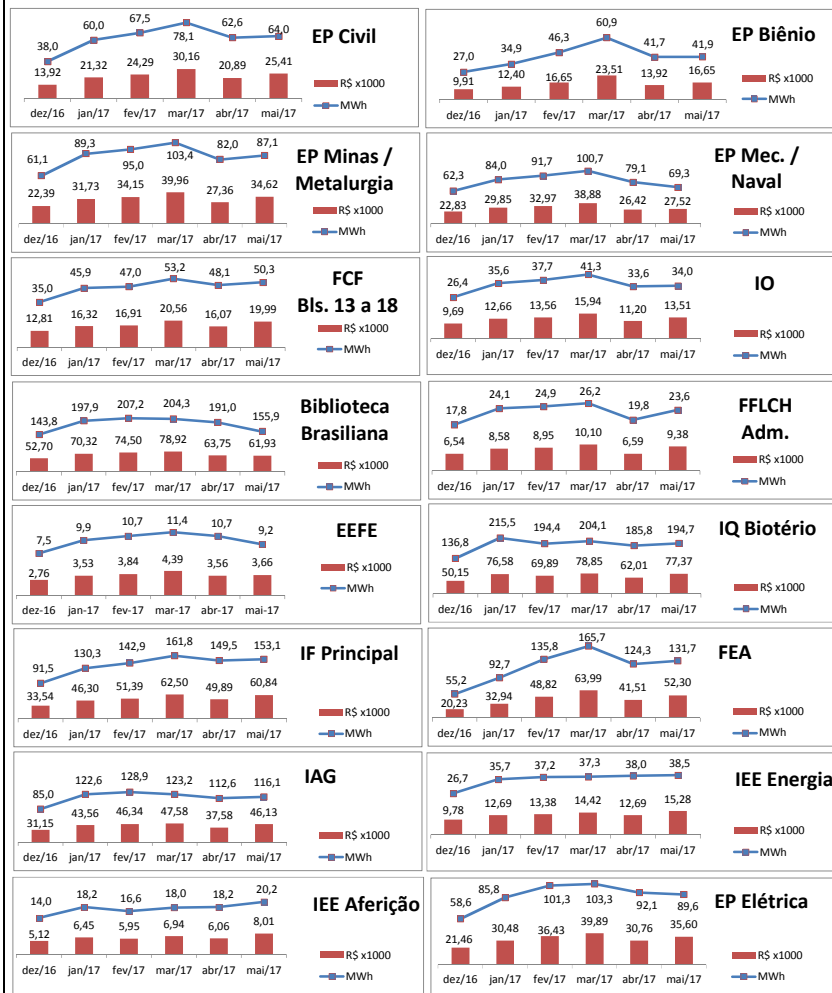 EP Civil
38,0 60,0 67,5 78,1 62,6 64,0
13,92 21,32 24,29 30,16 20,89 25,41
R$ x1000
MWh
dez/16 jan/17 fev/17 mar/17 abr/17 mai/17
EP Biênio
27,0 34,9 46,3 60,9 41,7 41,9
9,91 12,40 16,65 23,51 13,92 16,65
R$ x1000
MWh
dez/16 jan/17 fev/17 mar/17 abr/17 mai/17
EP Minas /
Metalurgia
61,1 89,3 95,0 103,4 82,0 87,1
22,39 31,73 34,15 39,96 27,36 34,62
R$ x1000
MWh
dez/16 jan/17 fev/17 mar/17 abr/17 mai/17
EP Mec. /
Naval
62,3 84,0 91,7 100,7 79,1 69,3
22,83 29,85 32,97 38,88 26,42 27,52
R$ x1000
MWh
dez/16 jan/17 fev/17 mar/17 abr/17 mai/17
FCF
Bls. 13 a 18
35,0 45,9 47,0 53,2 48,1 50,3
12,81 16,32 16,91 20,56 16,07 19,99
R$ x1000
MWh
dez/16 jan/17 fev/17 mar/17 abr/17 mai/17
IO
26,4 35,6 37,7 41,3 33,6 34,0
9,69 12,66 13,56 15,94 11,20 13,51
R$ x1000
MWh
dez/16 jan/17 fev/17 mar/17 abr/17 mai/17
Biblioteca
Brasiliana
143,8 197,9 207,2 204,3 191,0 155,9
52,70 70,32 74,50 78,92 63,75 61,93
R$ x1000
MWh
dez/16 jan/17 fev/17 mar/17 abr/17 mai/17
FFLCH
Adm.
17,8 24,1 24,9 26,2 19,8 23,6
6,54 8,58 8,95 10,10 6,59 9,38
R$ x1000
MWh
dez/16 jan/17 fev/17 mar/17 abr/17 mai/17
EEFE
7,5 9,9 10,7 11,4 10,7 9,2
2,76 3,53 3,84 4,39 3,56 3,66
R$ x1000
MWh
dez-16 jan-17 fev-17 mar-17 abr-17 mai-17
IQ Biotério
136,8 215,5 194,4 204,1 185,8 194,7
50,15 76,58 69,89 78,85 62,01 77,37
R$ x1000
MWh
dez/16 jan/17 fev/17 mar/17 abr/17 mai/17
IF Principal
91,5 130,3 142,9 161,8 149,5 153,1
33,54 46,30 51,39 62,50 49,89 60,84
R$ x1000
MWh
dez/16 jan/17 fev/17 mar/17 abr/17 mai/17
FEA
55,2 92,7 135,8 165,7 124,3 131,7
20,23 32,94 48,82 63,99 41,51 52,30
R$ x1000
MWh
dez/16 jan/17 fev/17 mar/17 abr/17 mai/17
IAG
85,0 122,6 128,9 123,2 112,6 116,1
31,15 43,56 46,34 47,58 37,58 46,13
R$ x1000
MWh
dez/16 jan/17 fev/17 mar/17 abr/17 mai/17
IEE Energia
26,7 35,7 37,2 37,3 38,0 38,5
9,78 12,69 13,38 14,42 12,69 15,28
R$ x1000
MWh
dez/16 jan/17 fev/17 mar/17 abr/17 mai/17
IEE Aferição
14,0 18,2 16,6 18,0 18,2 20,2
5,12 6,45 5,95 6,94 6,06 8,01
R$ x1000
MWh
dez/16 jan/17 fev/17 mar/17 abr/17 mai/17
EP Elétrica
58,6 85,8 101,3 103,3 92,1 89,6
21,46 30,48 36,43 39,89 30,76 35,60
R$ x1000
MWh
dez/16 jan/17 fev/17 mar/17 abr/17 mai/17